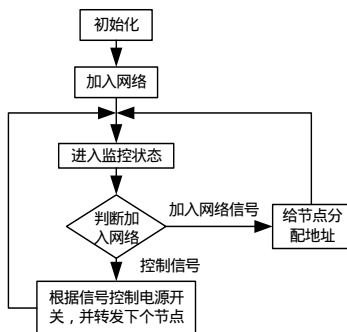 初始化
加入网络
进入监控状态
判断加
入网络
加入网络信号
给节点分
配地址
控制信号
根据信号控制电源开
关，并转发下个节点